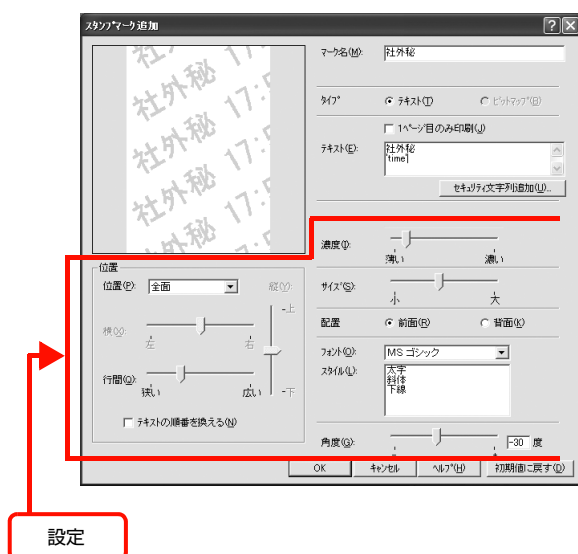 スタンプマーク追加
社外秘 17:5
マーク名(M):
社外秘
タイプ
テキスト(T)
ビットマップ(B)
1ページ目のみ印刷(J)
テキスト(E):
社外秘
セキュリティ文字列追加(U)...
濃度(I):
薄い
濃い
位置
位置(P):
全面
縦(Y):
上
横(X):
左
右
行間(Q):
狭い
広い
下
テキストの順番を換える(N)
サイズ(S):
小
大
配置
前面(R)
背面(K)
フォント(O):
MS ゴシック
スタイル(L):
太字
斜体
下線
角度(G):
-30 度
OK
キャンセル
ヘルプ(H)
初期値に戻す(D)
設定